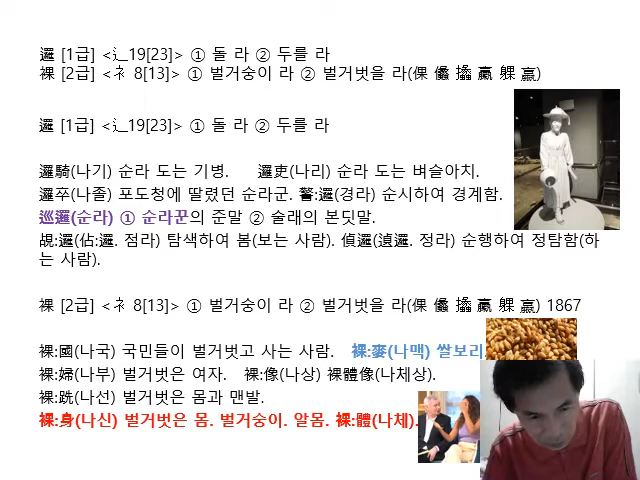 邏 [1급] <辶19[23]> ① 돌 라 ② 두를 라
裸 [2급] <衤 8[13]> ① 벌거숭이 라 ② 벌거벗을 라(倮 儽 攭 臝 躶 蠃)
邏 [1급] <辶19[23]> ① 돌 라 ② 두를 라
邏騎(나기) 순라 도는 기병. 邏吏(나리) 순라 도는 벼슬아치.
邏卒(나졸) 포도청에 딸렸던 순라군. 警:邏(경라) 순시하여 경계함.
巡邏(순라) ① 순라꾼의 준말 ② 술래의 본딧말.
覘:邏(佔:邏. 점라) 탐색하여 봄(보는 사람). 偵邏(遉邏. 정라) 순행하여 정탐함(하
는 사람).
裸 [2급] <衤 8[13]> ① 벌거숭이 라 ② 벌거벗을 라(倮 儽 攭 臝 躶 蠃) 1867
裸:國(나국) 국민들이 벌거벗고 사는 사람. 裸:麥(나맥) 쌀보리.
裸:婦(나부) 벌거벗은 여자. 裸:像(나상) 裸體像(나체상).
裸:跣(나선) 벌거벗은 몸과 맨발.
裸:身(나신) 벌거벗은 몸. 벌거숭이. 알몸. 裸:體(나체).